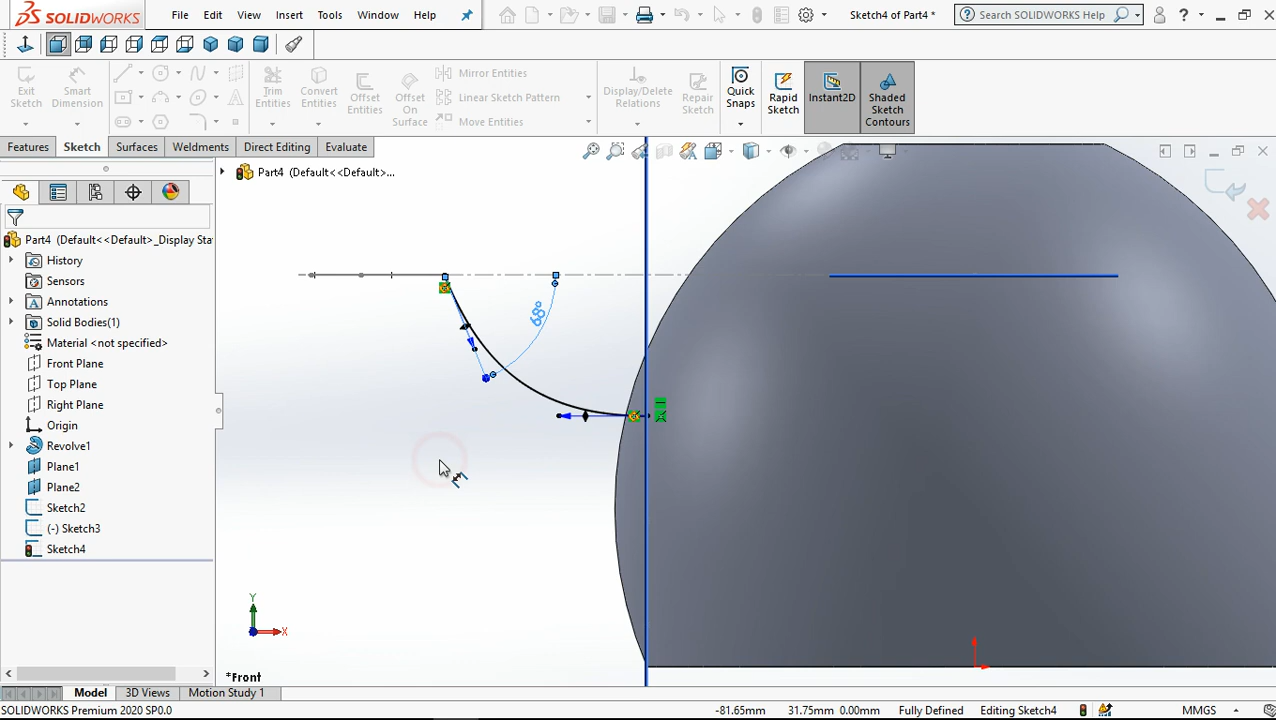 SOLIDWORKS
File Edit View Insert Tools Window Help
Sketch4 of Part4 *
Search SOLIDWORKS Help
?
Exit Sketch
Smart Dimension
Trim Entities
Convert Entities
Offset Entities
Offset On Surface
Mirror Entities
Linear Sketch Pattern
Move Entities
Display/Delete Relations
Repair Sketch
Quick Snaps
Rapid Sketch
Instant2D
Shaded Sketch Contours
Features Sketch Surfaces Weldments Direct Editing Evaluate
Part4 (Default<<Default>...
Part4 (Default<<Default>_Display Sta
History
Sensors
Annotations
Solid Bodies(1)
Material <not specified>
Front Plane
Top Plane
Right Plane
Origin
Revolve1
Plane1
Plane2
Sketch2
(-) Sketch3
Sketch4
68°
Y
X
*Front
Model 3D Views Motion Study 1
SOLIDWORKS Premium 2020 SP0.0
-81.65mm 31.75mm 0.00mm Fully Defined Editing Sketch4 MMGS